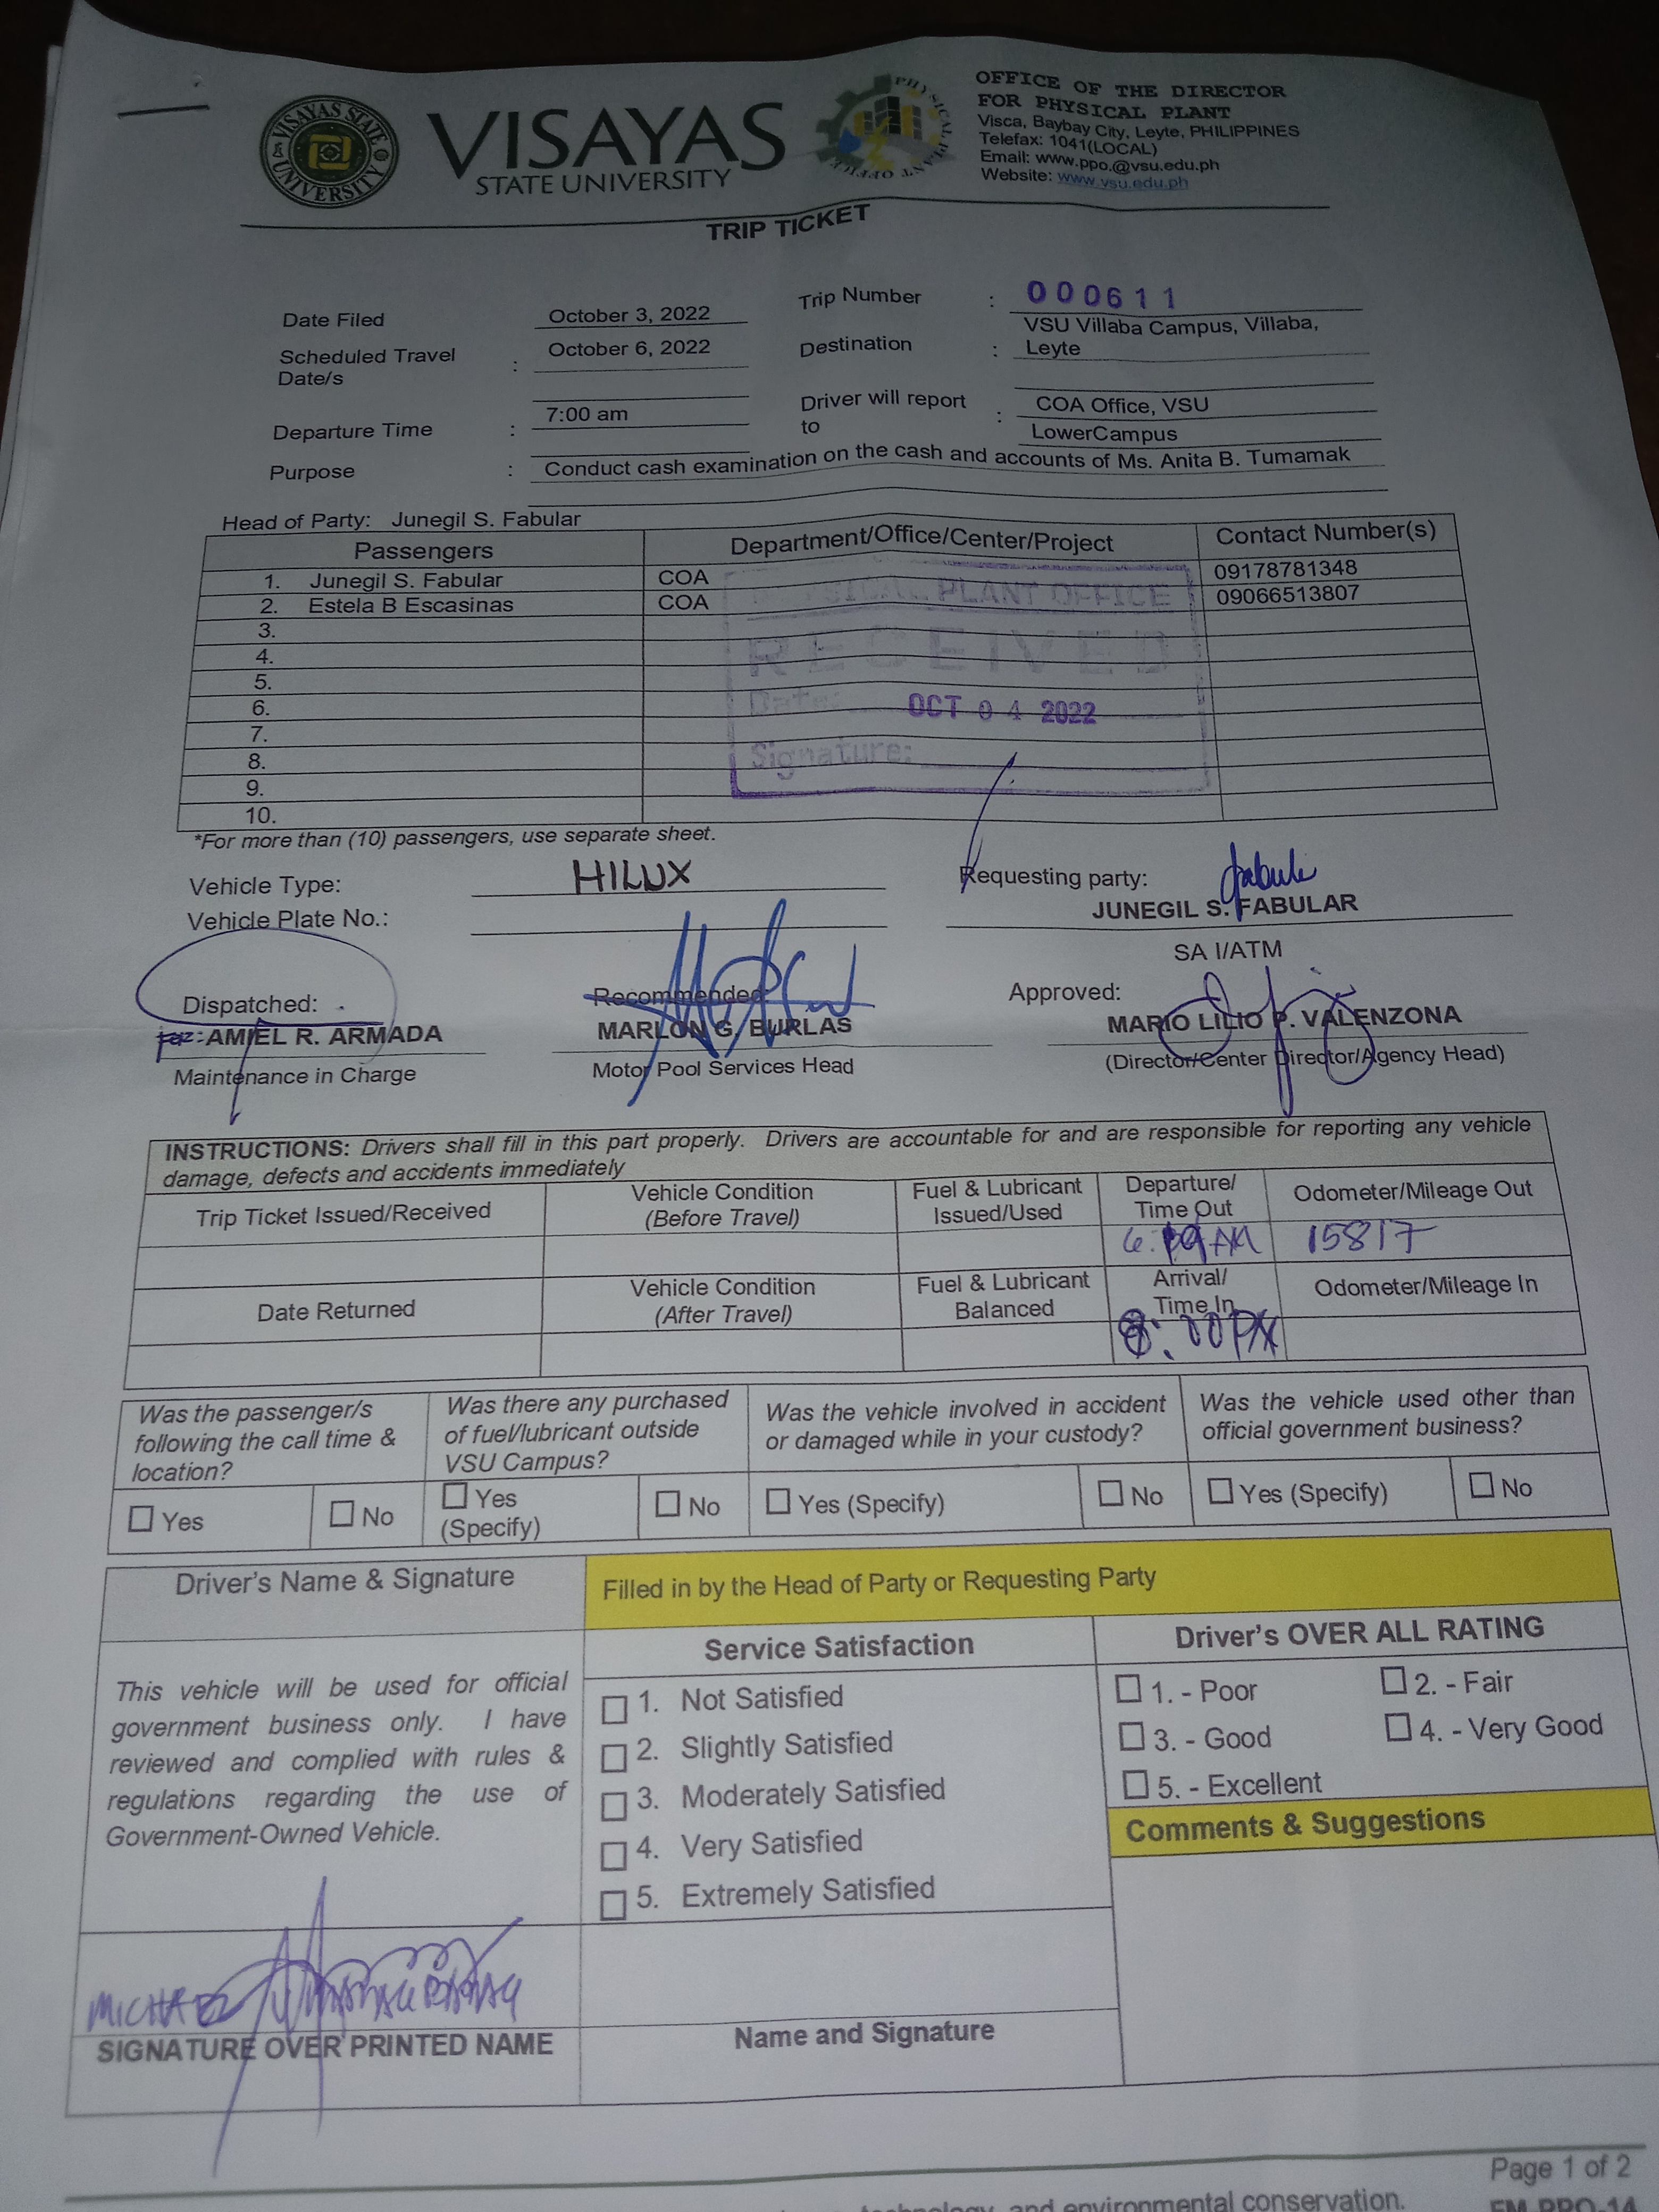 VISAYAS STATE UNIVERSITY
VISAYAS
STATE UNIVERSITY
PHYSICAL PLANT OFFICE
OFFICE OF THE DIRECTOR
FOR PHYSICAL PLANT
Visca, Baybay City, Leyte, PHILIPPINES
Telefax: 1041(LOCAL)
Email: www.ppo.@vsu.edu.ph
Website: www.vsu.edu.ph
TRIP TICKET
Date Filed October 3, 2022 Trip Number : 000611
Scheduled Travel Date/s : October 6, 2022 Destination : VSU Villaba Campus, Villaba, Leyte
Departure Time : 7:00 am Driver will report to : COA Office, VSU LowerCampus
Purpose : Conduct cash examination on the cash and accounts of Ms. Anita B. Tumamak
Head of Party: Junegil S. Fabular
Passengers Department/Office/Center/Project Contact Number(s)
1. Junegil S. Fabular COA 09178781348
2. Estela B Escasinas COA 09066513807
3.
4.
5.
6.
7.
8.
9.
10.
PHYSICAL PLANT OFFICE
RECEIVED
Date: OCT 04 2022
Signature:
*For more than (10) passengers, use separate sheet.
Vehicle Type: HILUX Requesting party:
Vehicle Plate No.: JUNEGIL S. FABULAR
SA I/ATM
Dispatched: Recommended: Approved:
for: AMIEL R. ARMADA MARLON G. BURLAS MARIO LILIO P. VALENZONA
Maintenance in Charge Motor Pool Services Head (Director/Center Director/Agency Head)
INSTRUCTIONS: Drivers shall fill in this part properly. Drivers are accountable for and are responsible for reporting any vehicle
damage, defects and accidents immediately
Trip Ticket Issued/Received Vehicle Condition (Before Travel) Fuel & Lubricant Issued/Used Departure/ Time Out Odometer/Mileage Out
15817
Date Returned Vehicle Condition (After Travel) Fuel & Lubricant Balanced Arrival/ Time In Odometer/Mileage In
8:00PM
Was the passenger/s following the call time & location?
Was there any purchased of fuel/lubricant outside VSU Campus?
Was the vehicle involved in accident or damaged while in your custody?
Was the vehicle used other than official government business?
Yes No Yes (Specify) No Yes (Specify) No Yes (Specify) No
Driver's Name & Signature Filled in by the Head of Party or Requesting Party
Service Satisfaction Driver's OVER ALL RATING
This vehicle will be used for official
government business only. I have
reviewed and complied with rules &
regulations regarding the use of
Government-Owned Vehicle.
1. Not Satisfied
2. Slightly Satisfied
3. Moderately Satisfied
4. Very Satisfied
5. Extremely Satisfied
1. - Poor 2. - Fair
3. - Good 4. - Very Good
5. - Excellent
Comments & Suggestions
SIGNATURE OVER PRINTED NAME Name and Signature
Page 1 of 2
and environmental conservation.